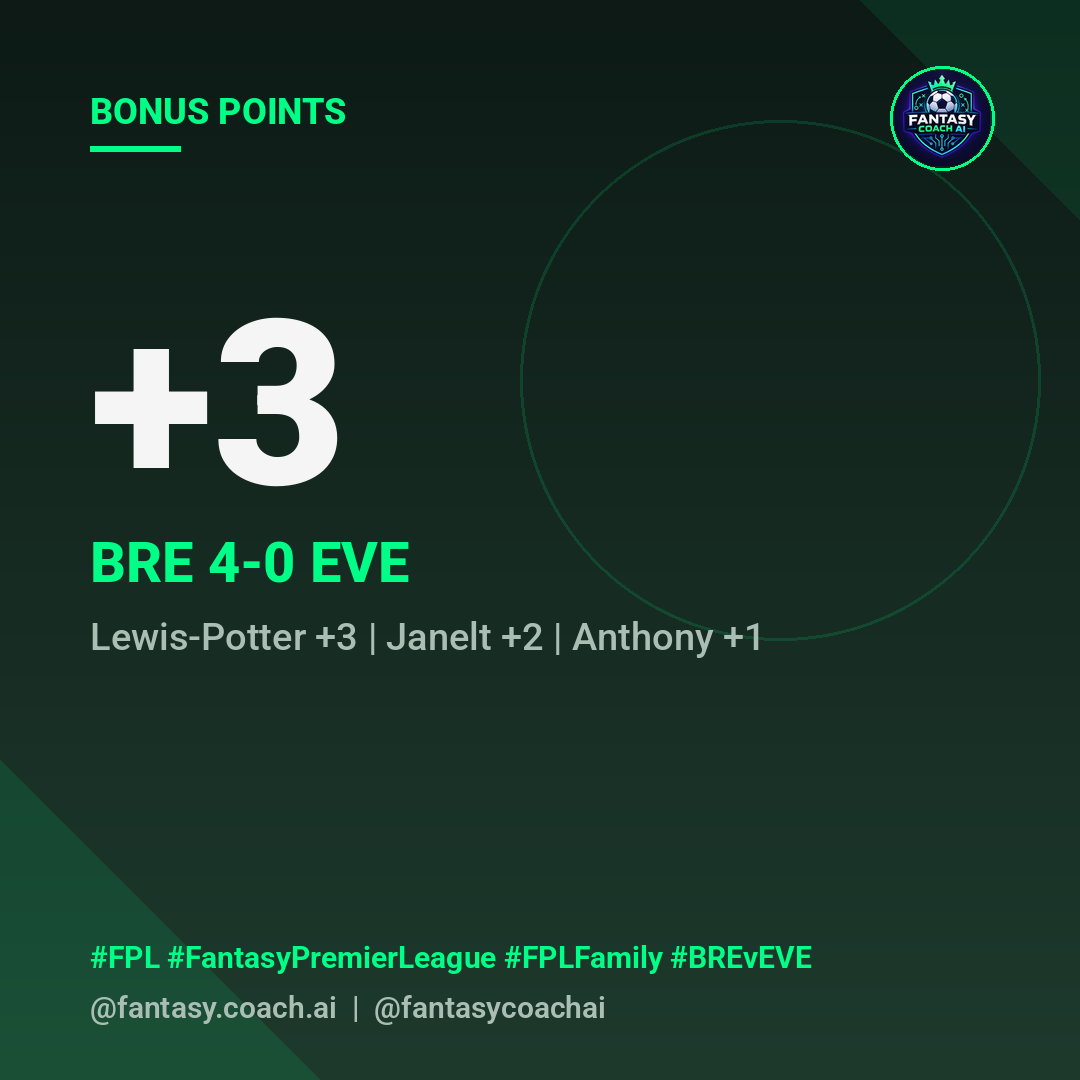 BONUS POINTS
FANTASY
COACH AI
+3
BRE 4-0 EVE
Lewis-Potter +3 | Janelt +2 | Anthony +1
#FPL #FantasyPremierLeague #FPLFamily #BREvEVE
@fantasy.coach.ai | @fantasycoachai